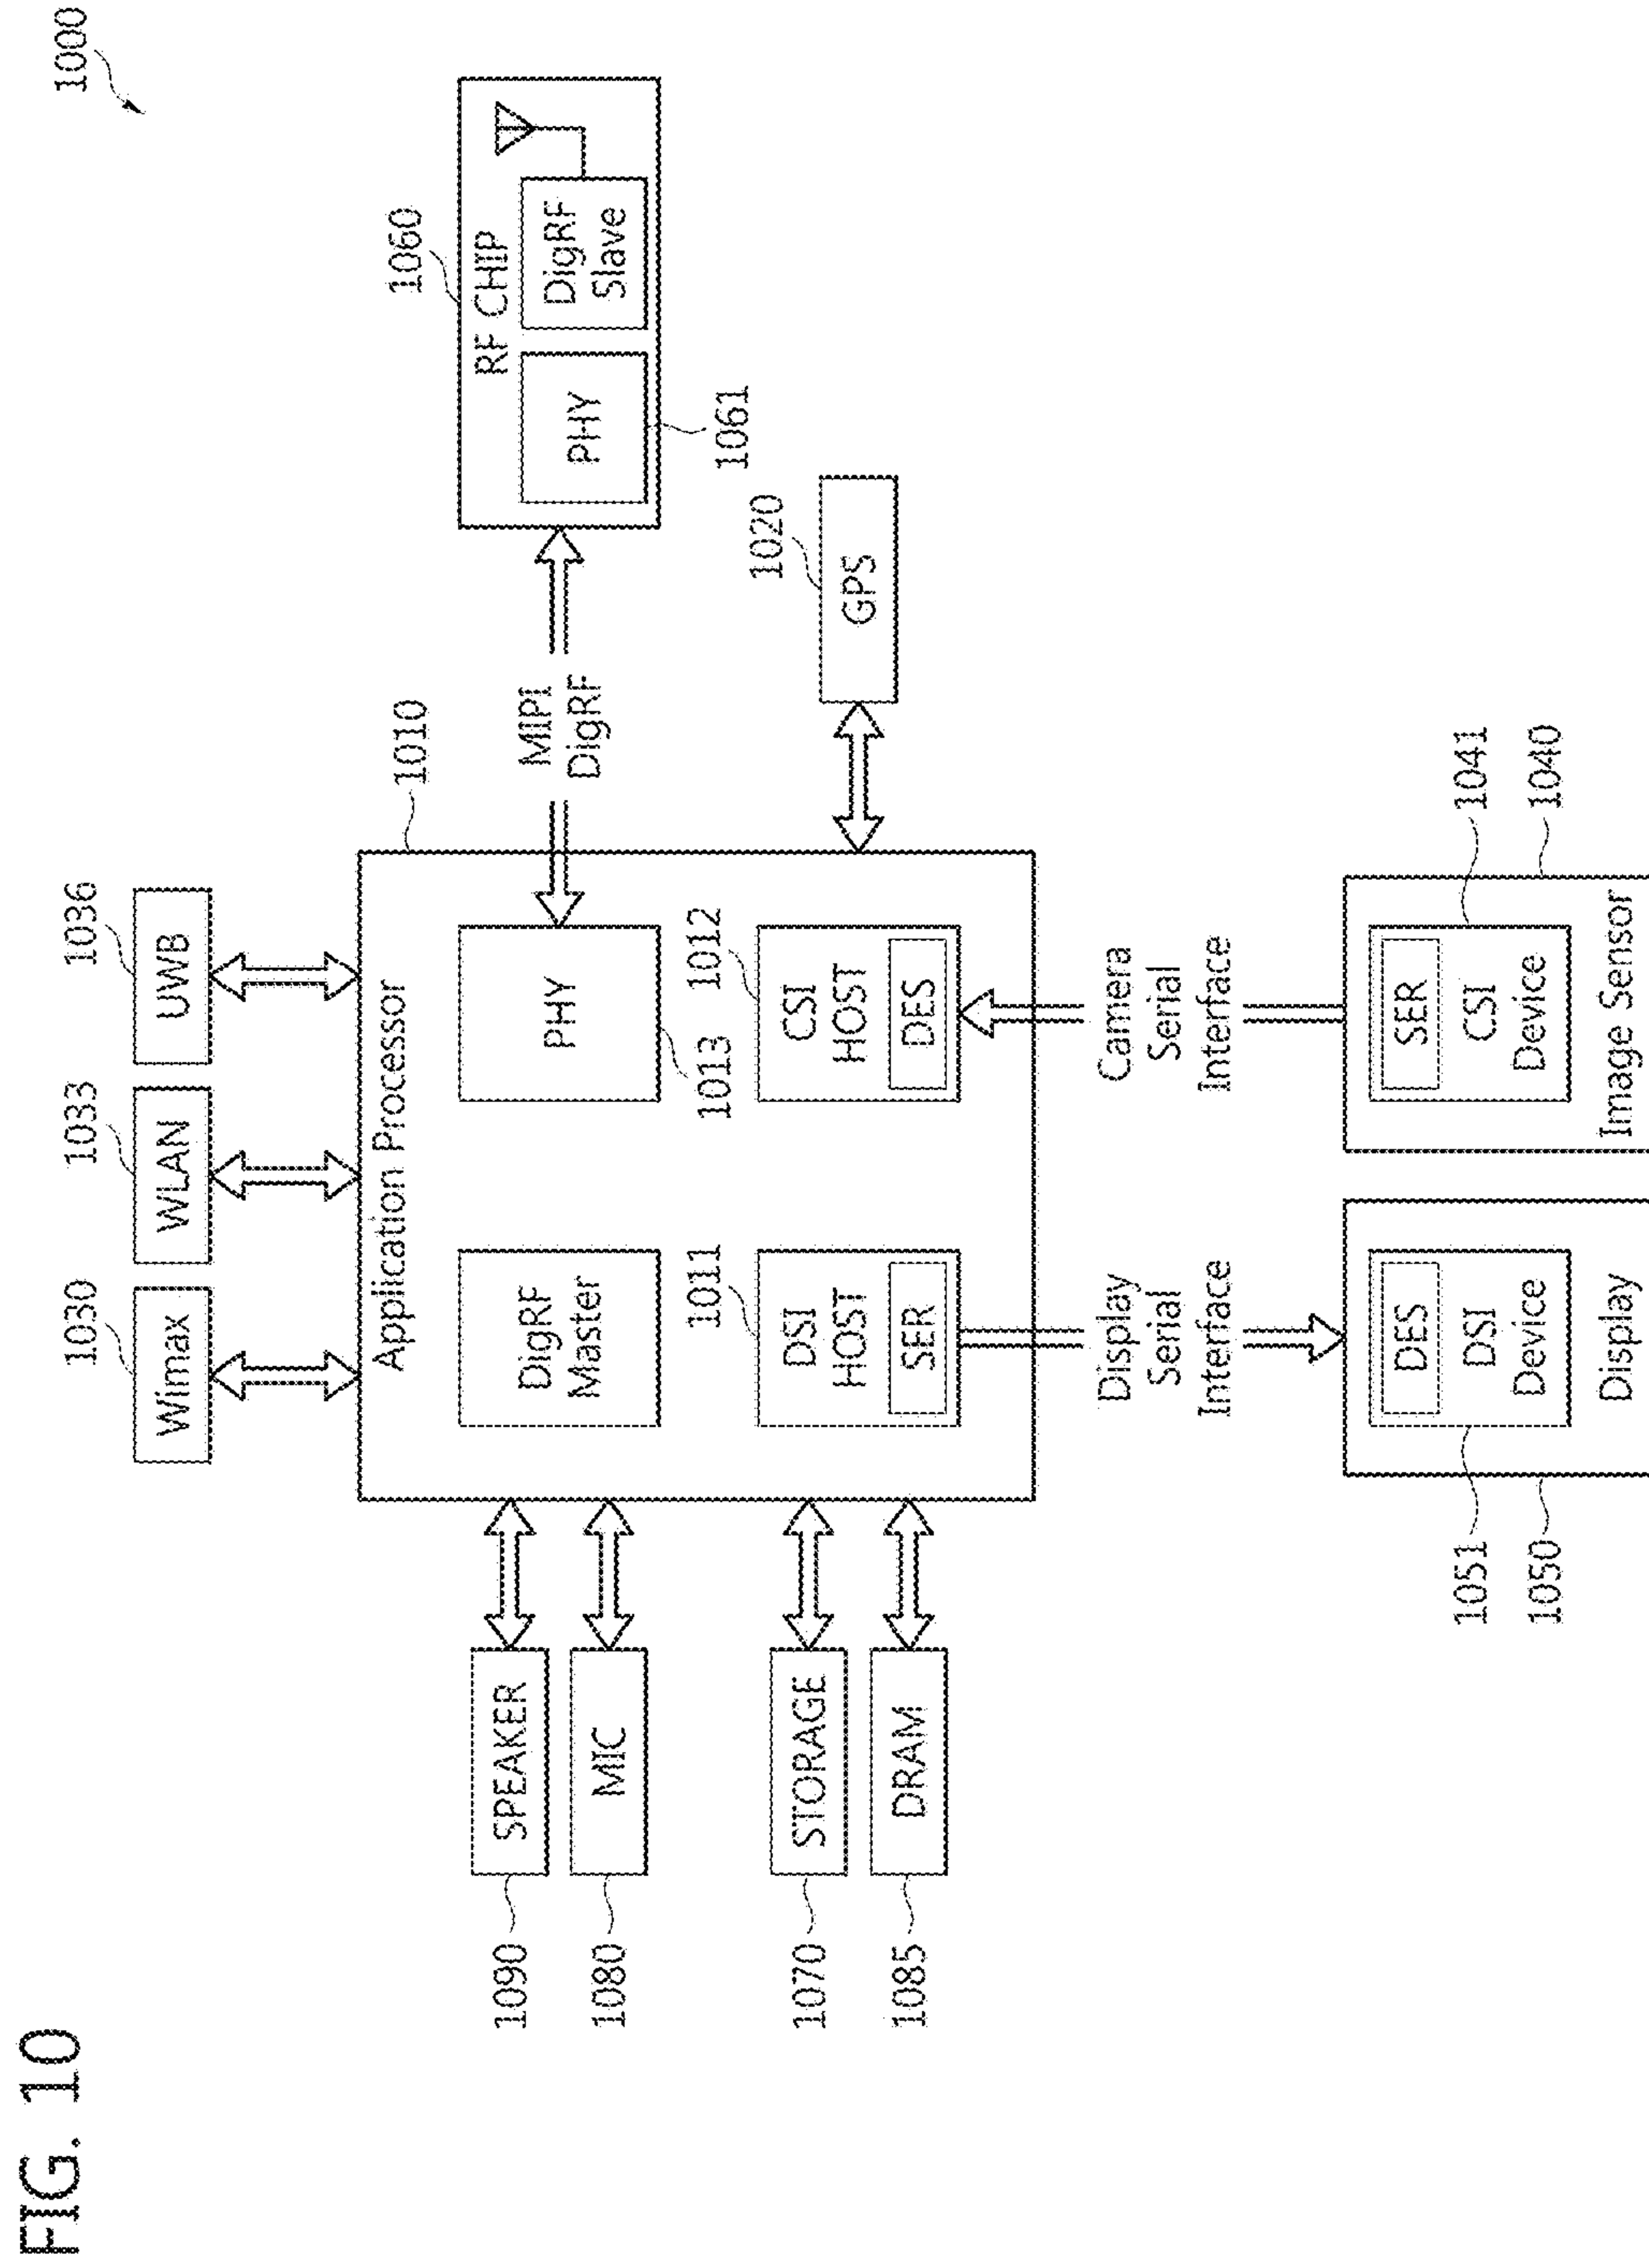 FIG. 10
1000
1030
1033
1036
Wimax
WLAN
UWB
1010
1060
Application Processor
RF CHIP
1090
SPEAKER
DigRF
Master
PHY
MIPI
DigRF
PHY
DigRF
Slave
1080
MIC
1013
1061
1011
1012
1020
1070
STORAGE
DSI
HOST
SER
CSI
HOST
DES
GPS
1085
DRAM
Display
Serial
Interface
Camera
Serial
Interface
1051
DES
DSI
Device
SER
CSI
Device
1041
1050
1040
Display
Image Sensor